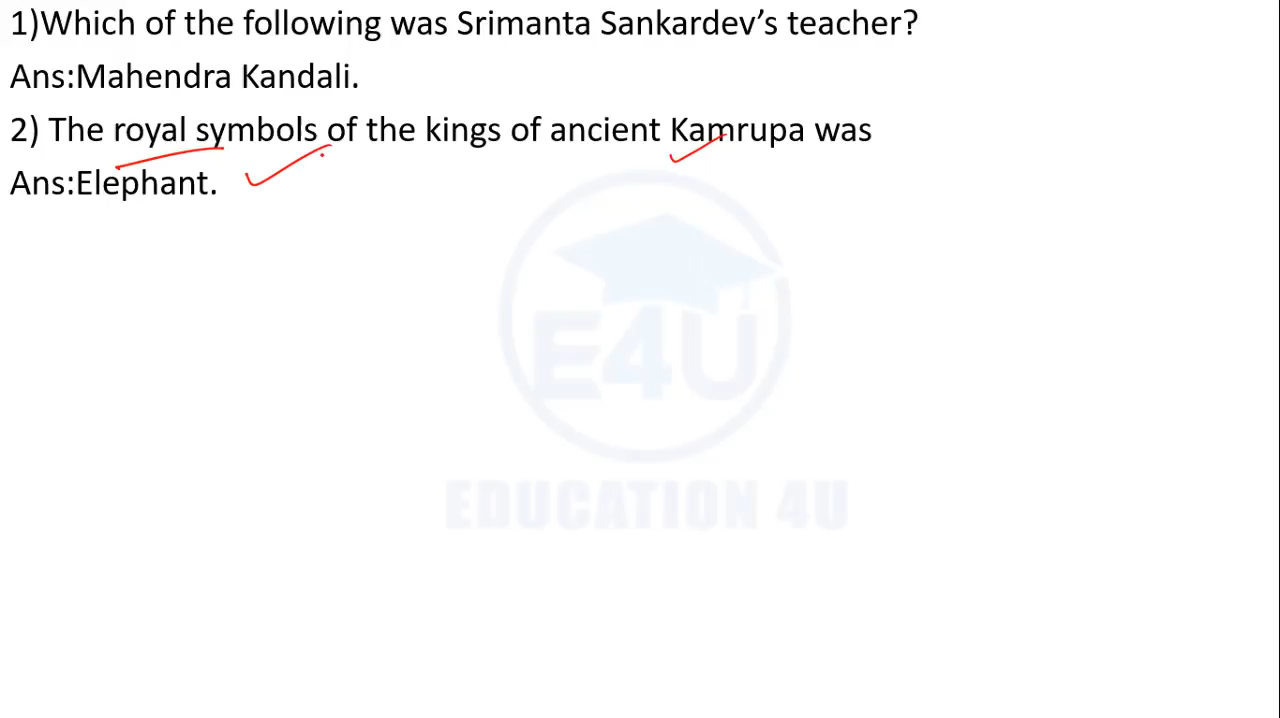 1)Which of the following was Srimanta Sankardev’s teacher?
Ans:Mahendra Kandali.
2) The royal symbols of the kings of ancient Kamrupa was
Ans:Elephant.
E4U
EDUCATION 4U